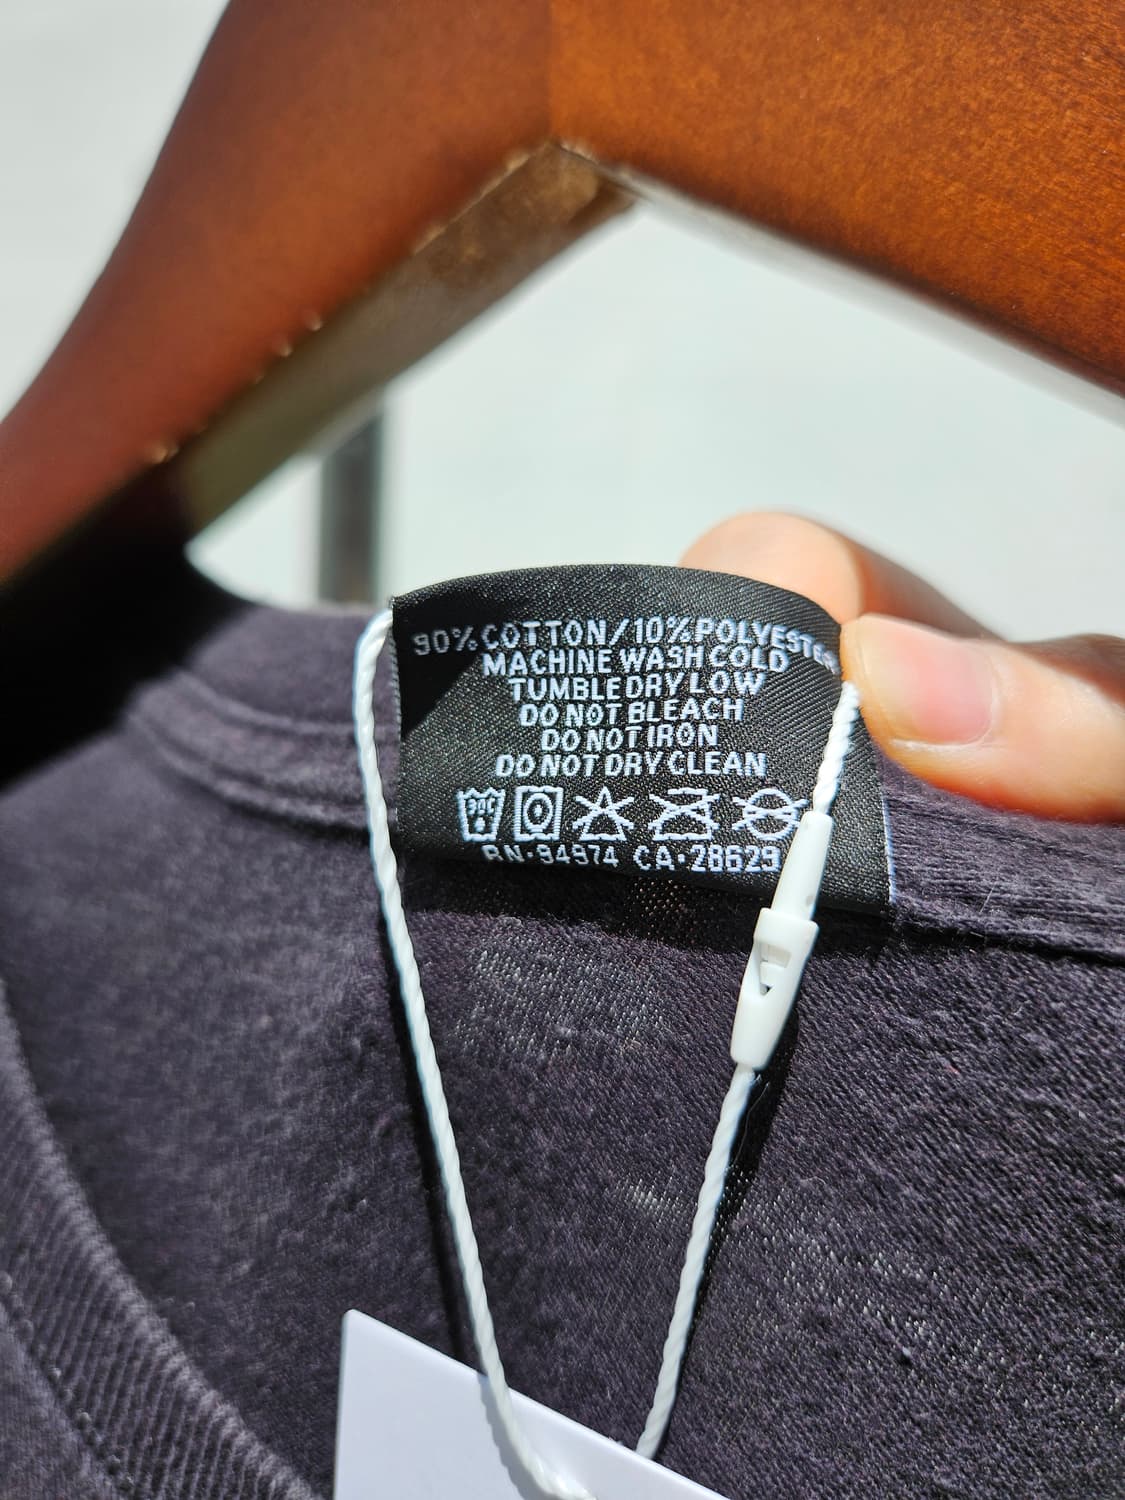 90% COTTON/10% POLYESTER
MACHINE WASH COLD
TUMBLE DRY LOW
DO NOT BLEACH
DO NOT IRON
DO NOT DRY CLEAN
30C
RN·94974 CA·28629